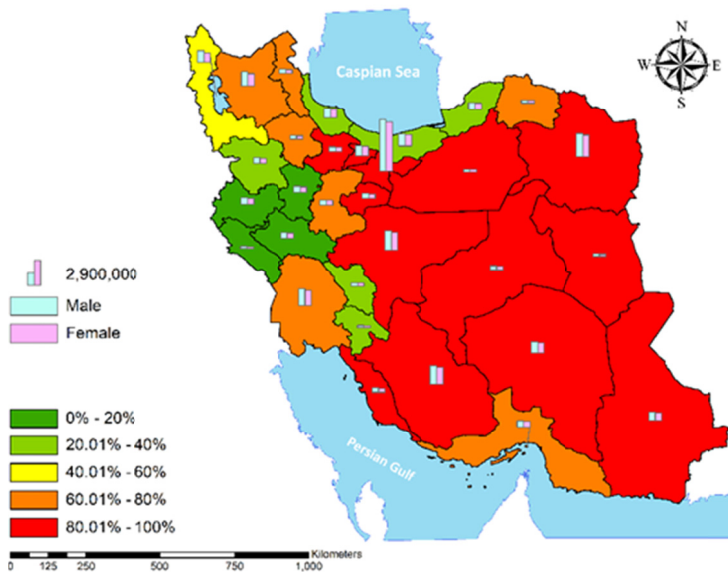 N
W E
S
Caspian Sea
2,900,000
Male
Female
Persian Gulf
0% - 20%
20.01% - 40%
40.01% - 60%
60.01% - 80%
80.01% - 100%
Kilometers
0 125 250 500 750 1,000